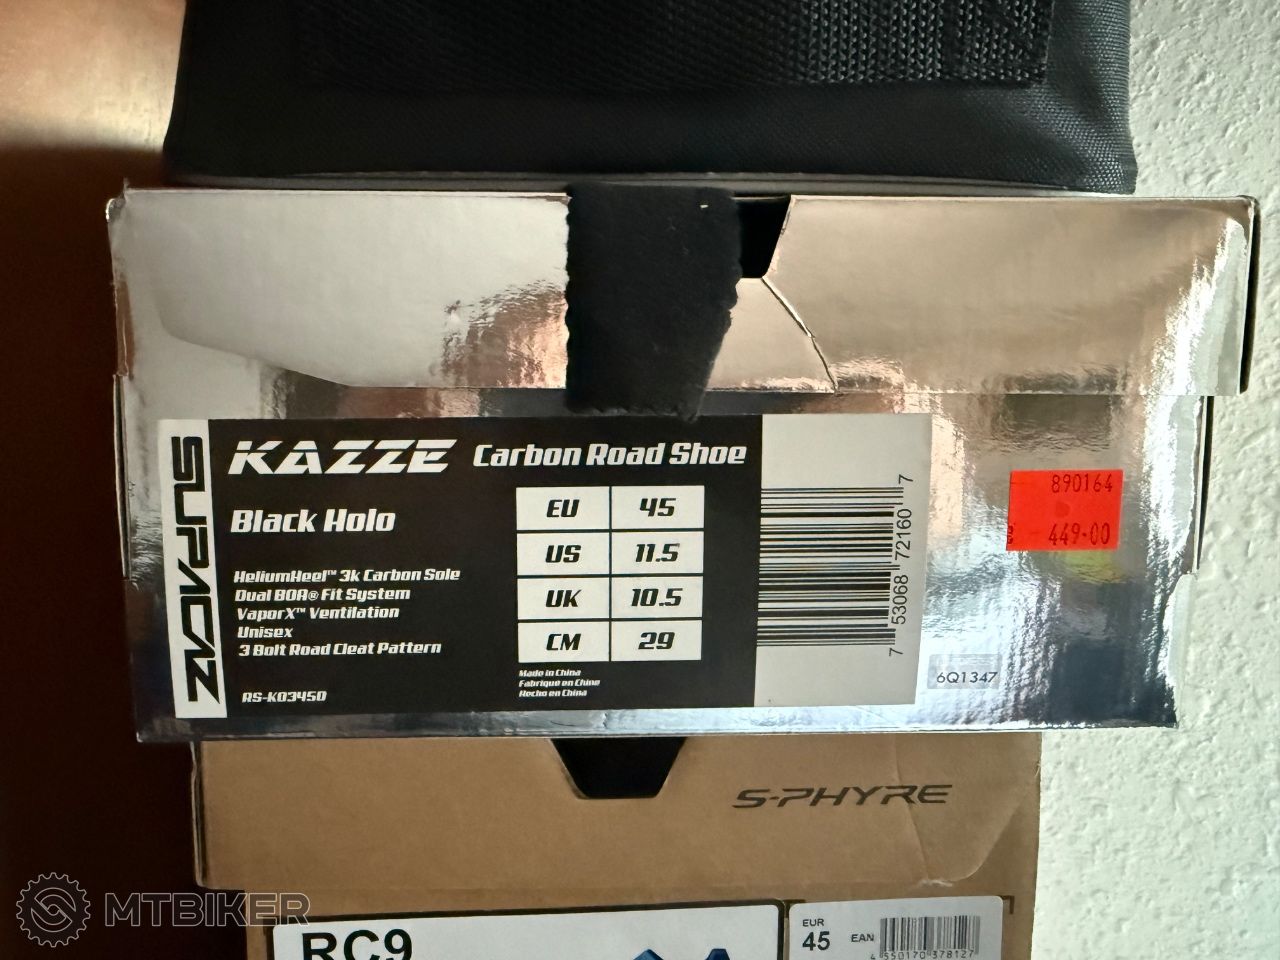 SUPACAZ
KAZZE Carbon Road Shoe
Black Holo
HeliumHeel™ 3k Carbon Sole
Dual BOA® Fit System
VaporX™ Ventilation
Unisex
3 Bolt Road Cleat Pattern
RS-K03450
EU 45
US 11.5
UK 10.5
CM 29
Made in China
Fabrique en Chine
Hecho en China
7 53068 72160 7
890164
449.00
6Q1347
S-PHYRE
RC9
EUR
45
EAN
4 550170 378127
MTBIKER